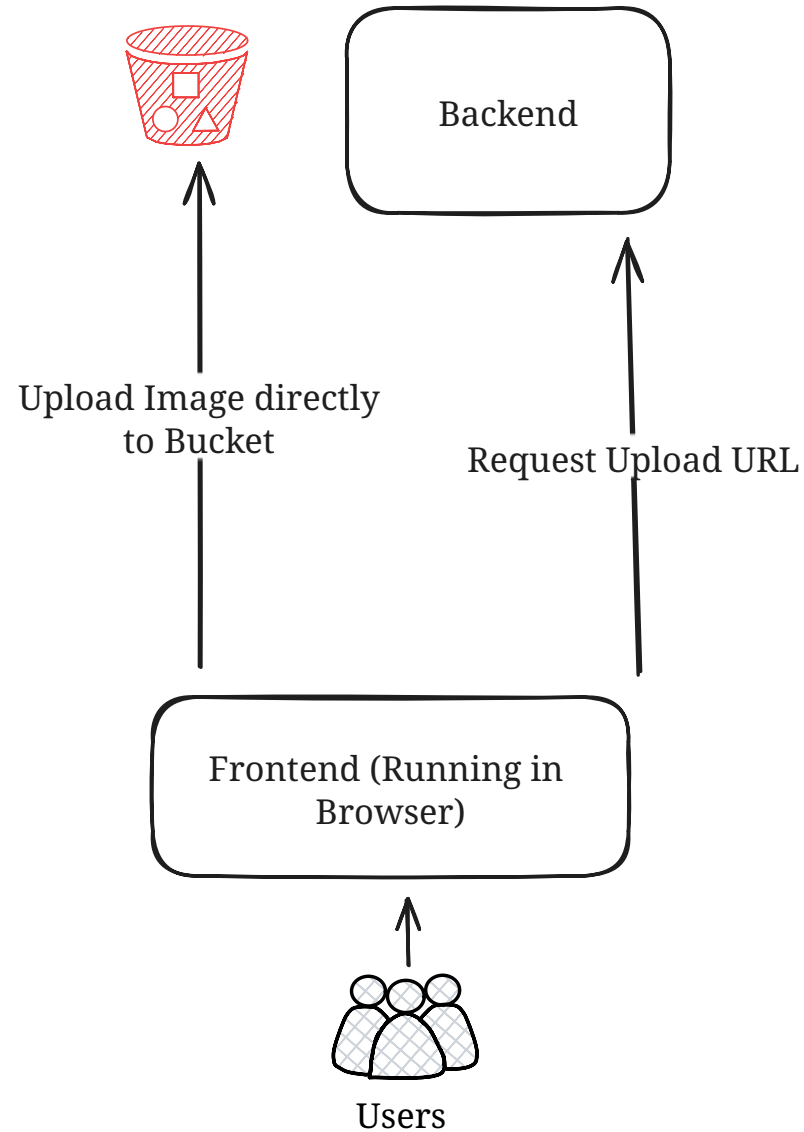 Backend
Upload Image directly
to Bucket
Request Upload URL
Frontend (Running in
Browser)
Users